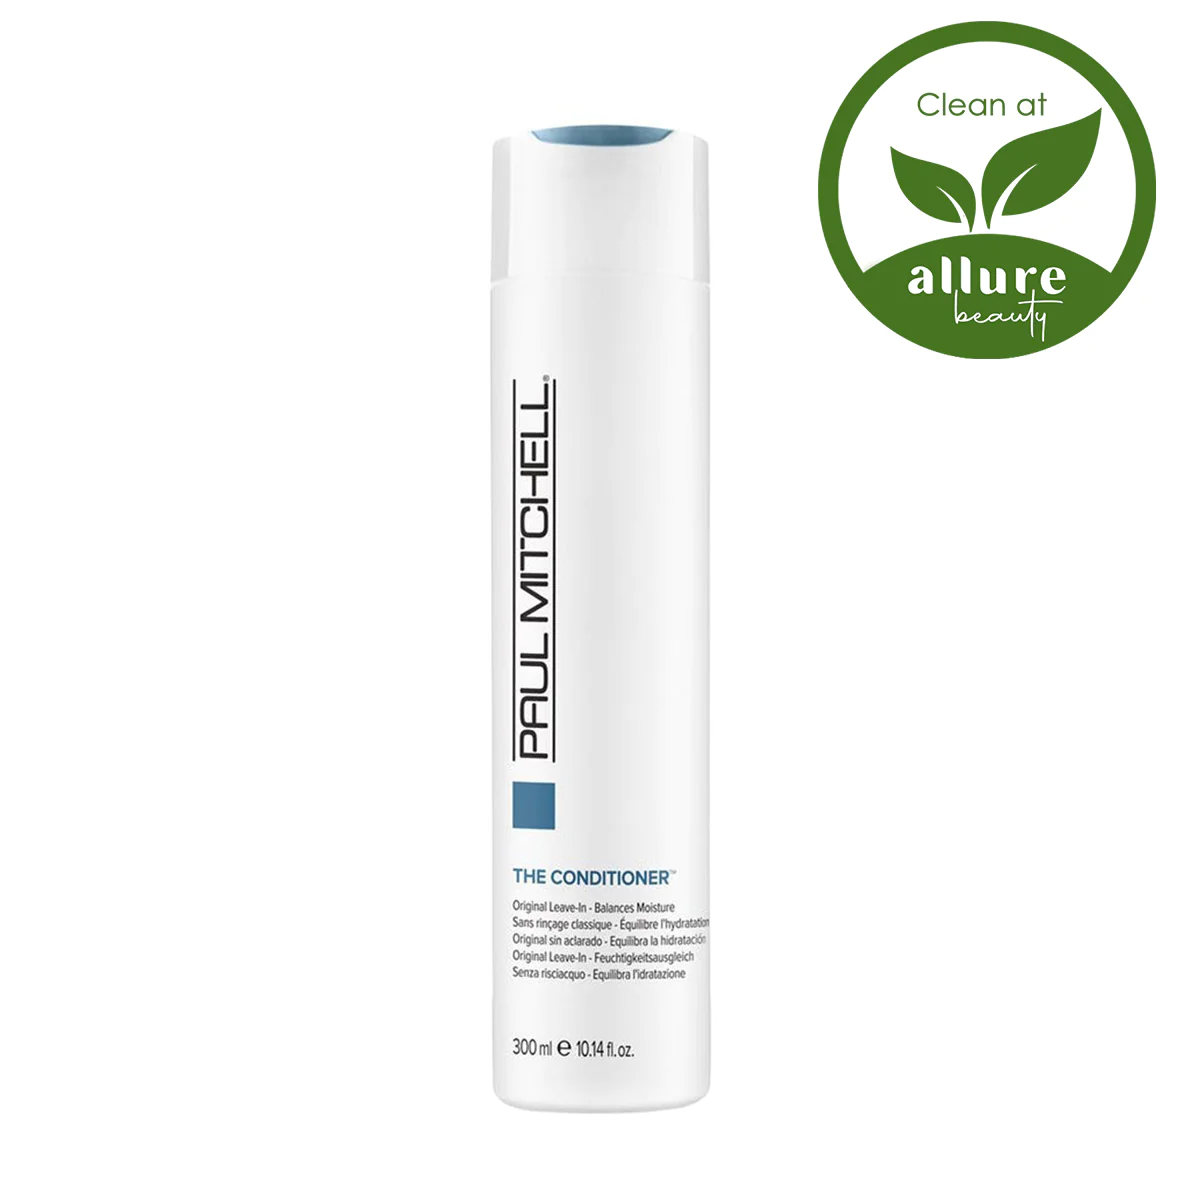 Clean at
allure
beauty
PAUL MITCHELL®
THE CONDITIONER™
Original Leave-In - Balances Moisture
Sans rinçage classique - Équilibre l'hydratation
Original sin aclarado - Equilibra la hidratación
Original Leave-In - Feuchtigkeitsausgleich
Senza risciacquo - Equilibra l'idratazione
300 ml ℮ 10.14 fl. oz.